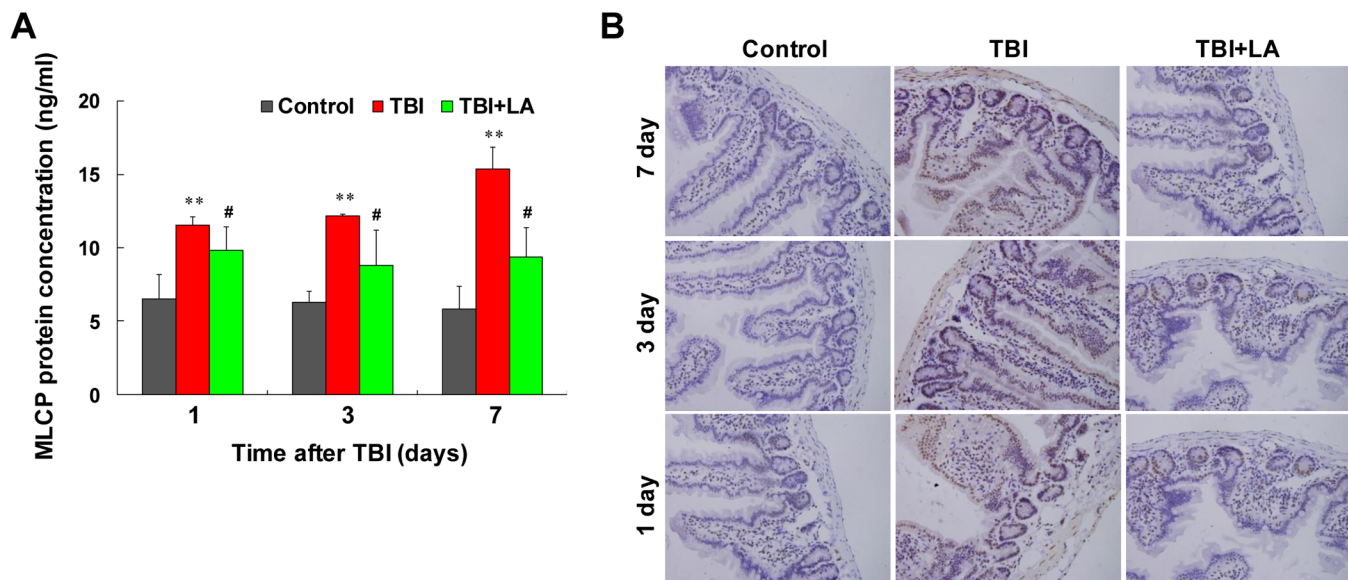 A
MLCP protein concentration (ng/ml)
20
15
10
5
0
Control TBI TBI+LA
** # ** # ** #
1 3 7
Time after TBI (days)
B
Control TBI TBI+LA
7 day
3 day
1 day